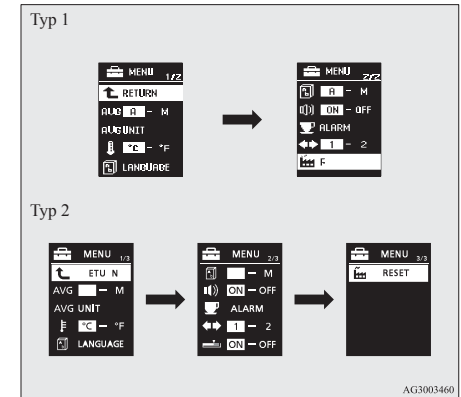 Typ 1
MENU 1/2
RETURN
AVG A - M
AVG UNIT
°C - °F
LANGUAGE
MENU 2/2
A - M
ON - OFF
ALARM
1 - 2
F
Typ 2
MENU 1/3
ETU N
AVG - M
AVG UNIT
°C - °F
LANGUAGE
MENU 2/3
- M
ON - OFF
ALARM
1 - 2
ON - OFF
MENU 3/3
RESET
AG3003460